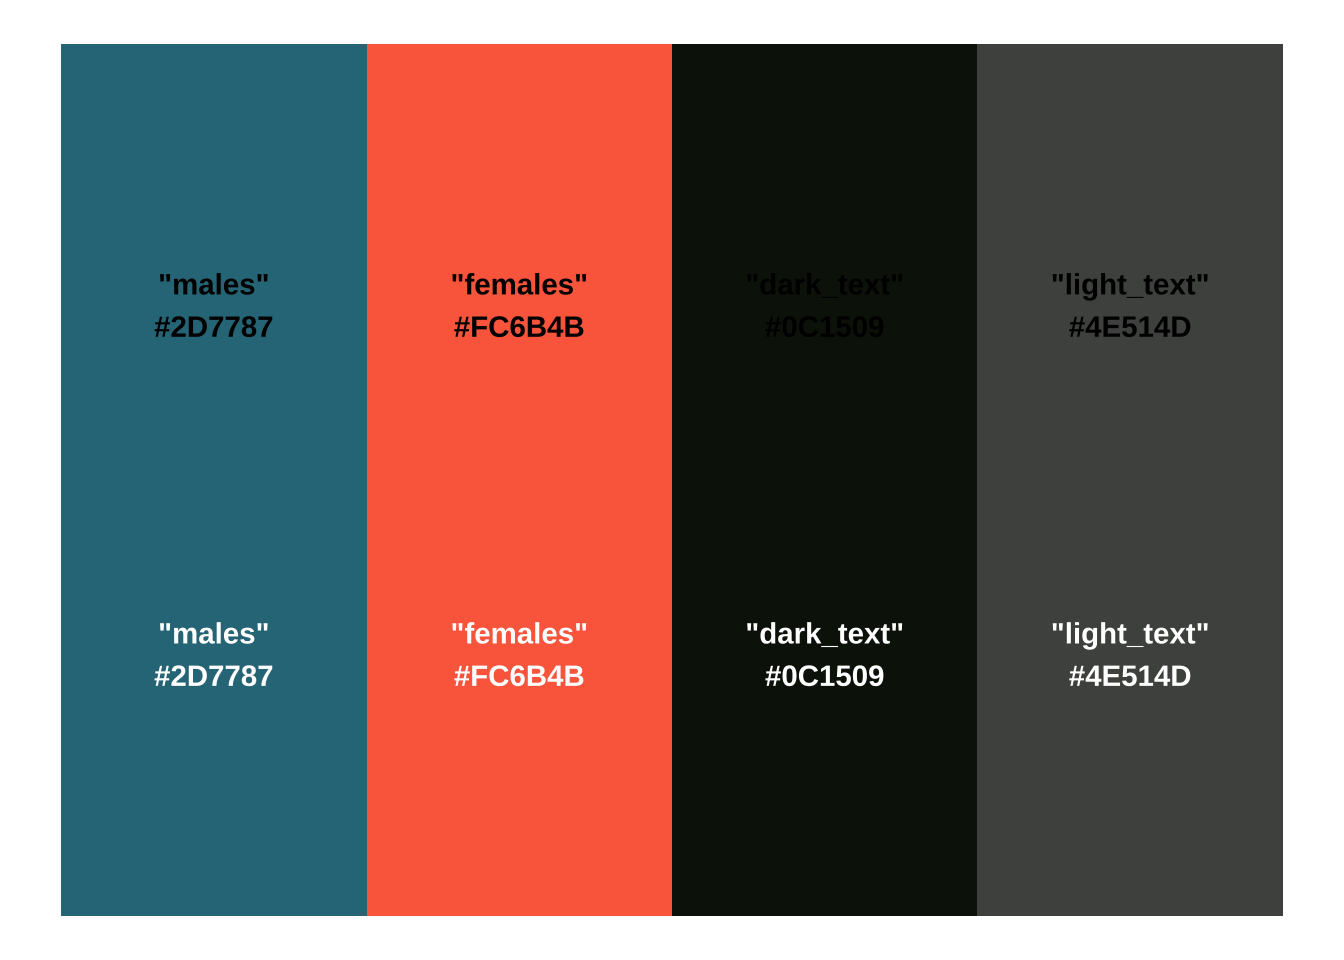 "males"
#2D7787
"females"
#FC6B4B
"dark_text"
#0C1509
"light_text"
#4E514D
"males"
#2D7787
"females"
#FC6B4B
"dark_text"
#0C1509
"light_text"
#4E514D